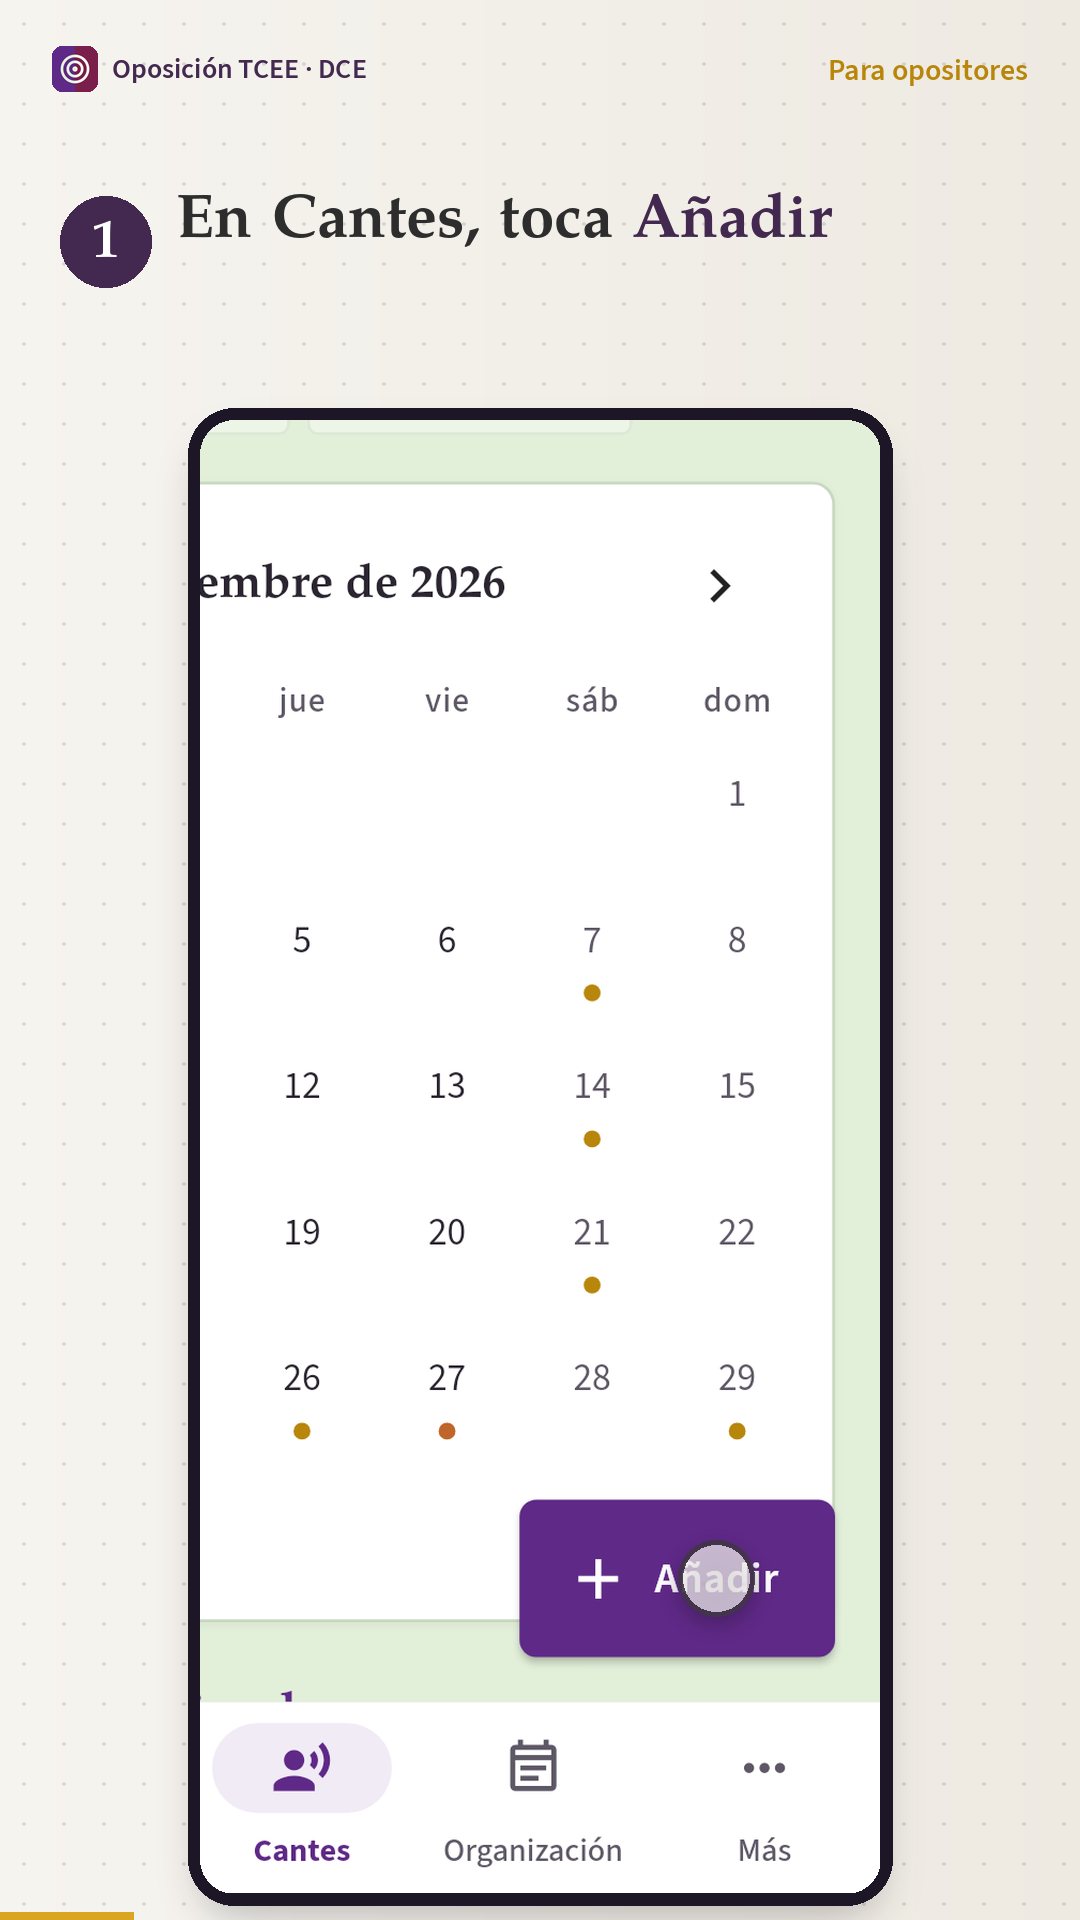 Oposición TCEE · DCE
Para opositores
1
En Cantes, toca Añadir
embre de 2026
jue vie sáb dom
1
5 6 7 8
12 13 14 15
19 20 21 22
26 27 28 29
Añadir
Cantes Organización Más